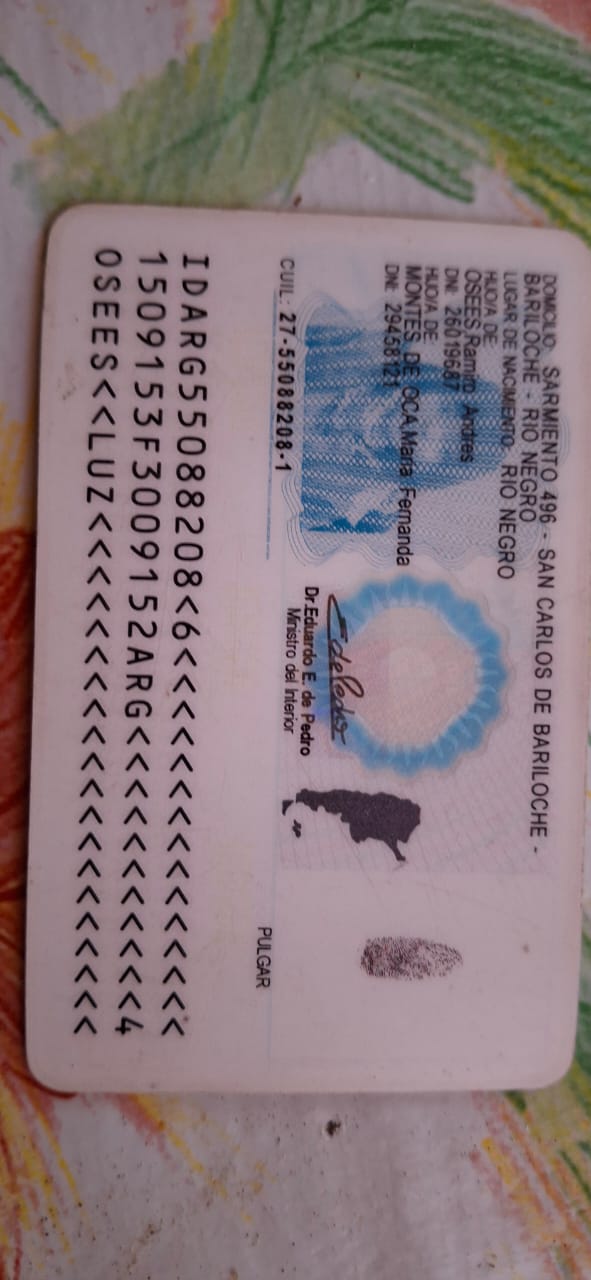 DOMICILIO: SARMIENTO 496 - SAN CARLOS DE BARILOCHE -
BARILOCHE - RIO NEGRO
LUGAR DE NACIMIENTO: RIO NEGRO
HIJO/A DE:
OSEES Ramiro Andres
DNI: 26019687
HIJO/A DE:
MONTES DE OCA Maria Fernanda
DNI: 29458121
Dr. Eduardo E. de Pedro
Ministro del Interior
CUIL: 27-55088208-1
PULGAR
IDARG55088208<6<<<<<<<<<<<<<<<
1509153F3009152ARG<<<<<<<<<<<4
OSEES<<LUZ<<<<<<<<<<<<<<<<<<<<